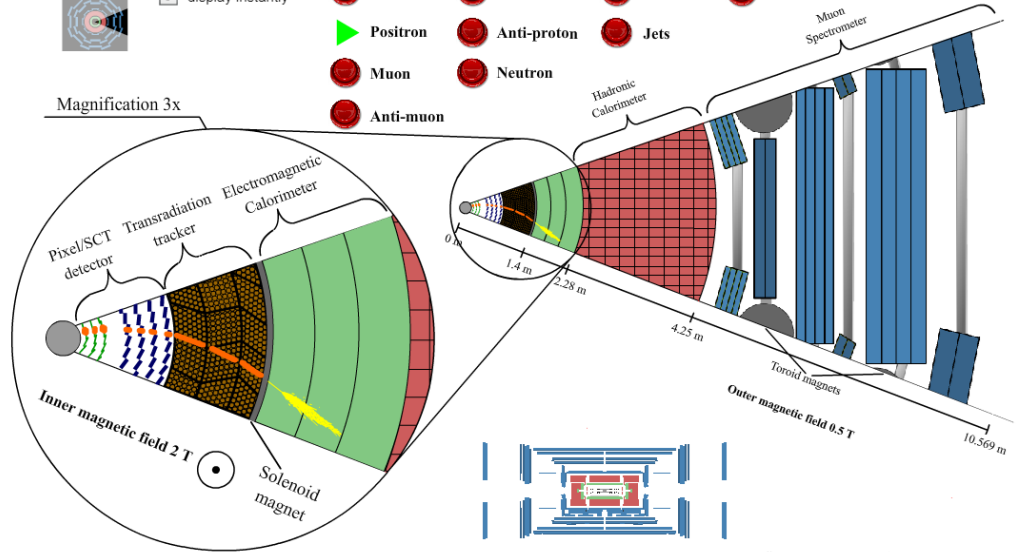 display instantly
Positron
Anti-proton
Jets
Muon
Neutron
Anti-muon
Muon
Spectrometer
Hadronic
Calorimeter
Magnification 3x
Electromagnetic
Calorimeter
Transradiation
tracker
Pixel/SCT
detector
0 m
1.4 m
2.28 m
4.25 m
10.569 m
Toroid magnets
Outer magnetic field 0.5 T
Inner magnetic field 2 T
Solenoid
magnet